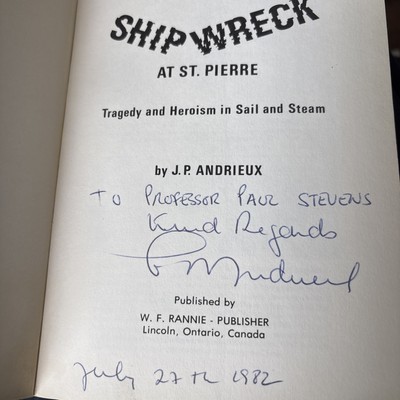 SHIPWRECK
AT ST. PIERRE
Tragedy and Heroism in Sail and Steam
by J.P. ANDRIEUX
TO PROFESSOR PAUL STEVENS
Kind Regards
Published by
W. F. RANNIE - PUBLISHER
Lincoln, Ontario, Canada
July 27th 1982